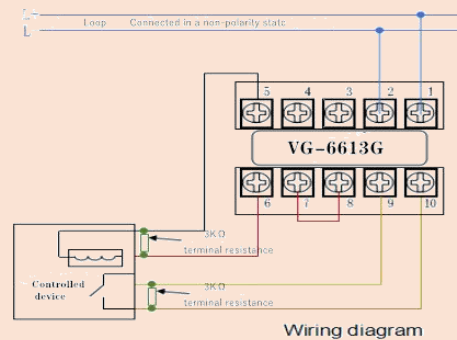 L+
L-
Loop Connected in a non-polarity state
5 4 3 2 1
VG-6613G
6 7 8 9 10
3KΩ
terminal resistance
Controlled
device
3KΩ
terminal resistance
Wiring diagram